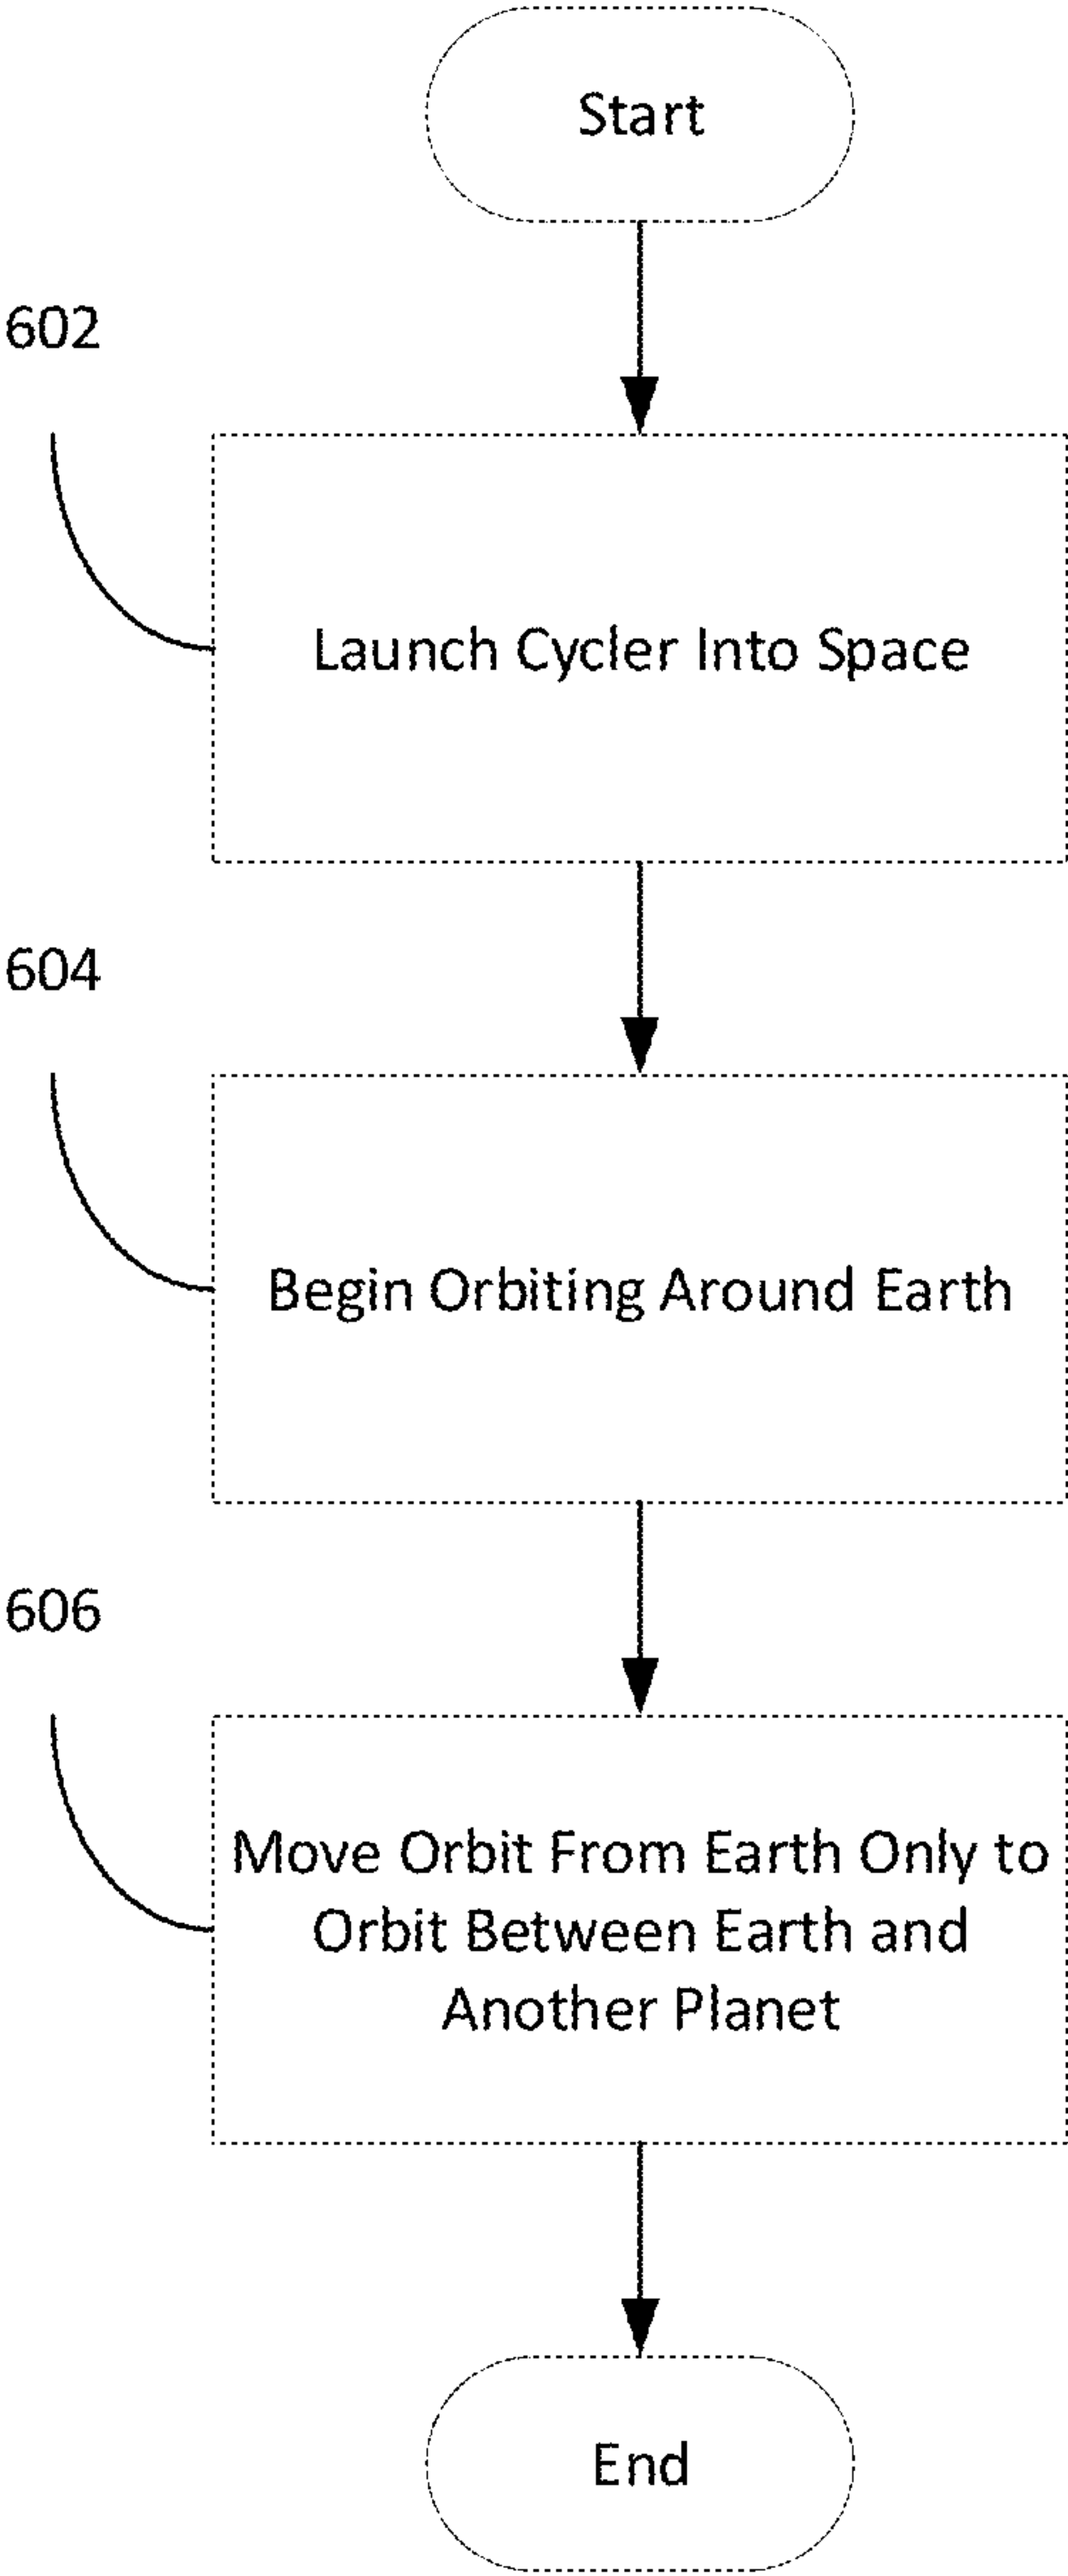 Start
602
Launch Cycler Into Space
604
Begin Orbiting Around Earth
606
Move Orbit From Earth Only to
Orbit Between Earth and
Another Planet
End